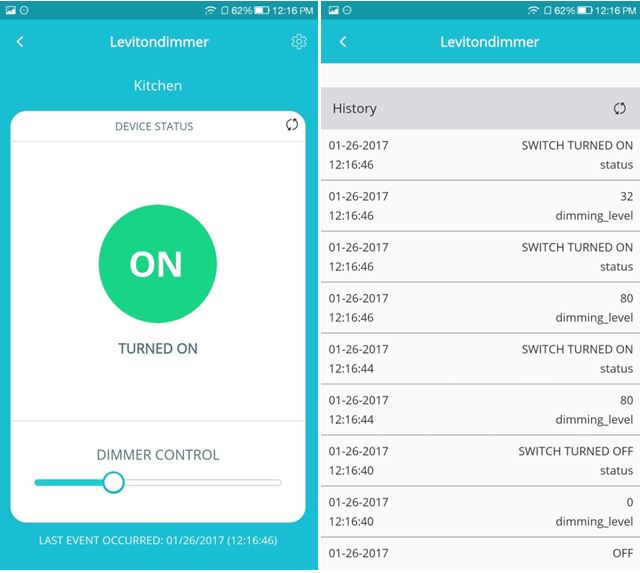 62% 12:16 PM
Levitondimmer
Kitchen
DEVICE STATUS
ON
TURNED ON
DIMMER CONTROL
LAST EVENT OCCURRED: 01/26/2017 (12:16:46)
62% 12:16 PM
Levitondimmer
History
01-26-2017 SWITCH TURNED ON
12:16:46 status
01-26-2017 32
12:16:46 dimming_level
01-26-2017 SWITCH TURNED ON
12:16:46 status
01-26-2017 80
12:16:46 dimming_level
01-26-2017 SWITCH TURNED ON
12:16:44 status
01-26-2017 80
12:16:44 dimming_level
01-26-2017 SWITCH TURNED OFF
12:16:40 status
01-26-2017 0
12:16:40 dimming_level
01-26-2017 OFF